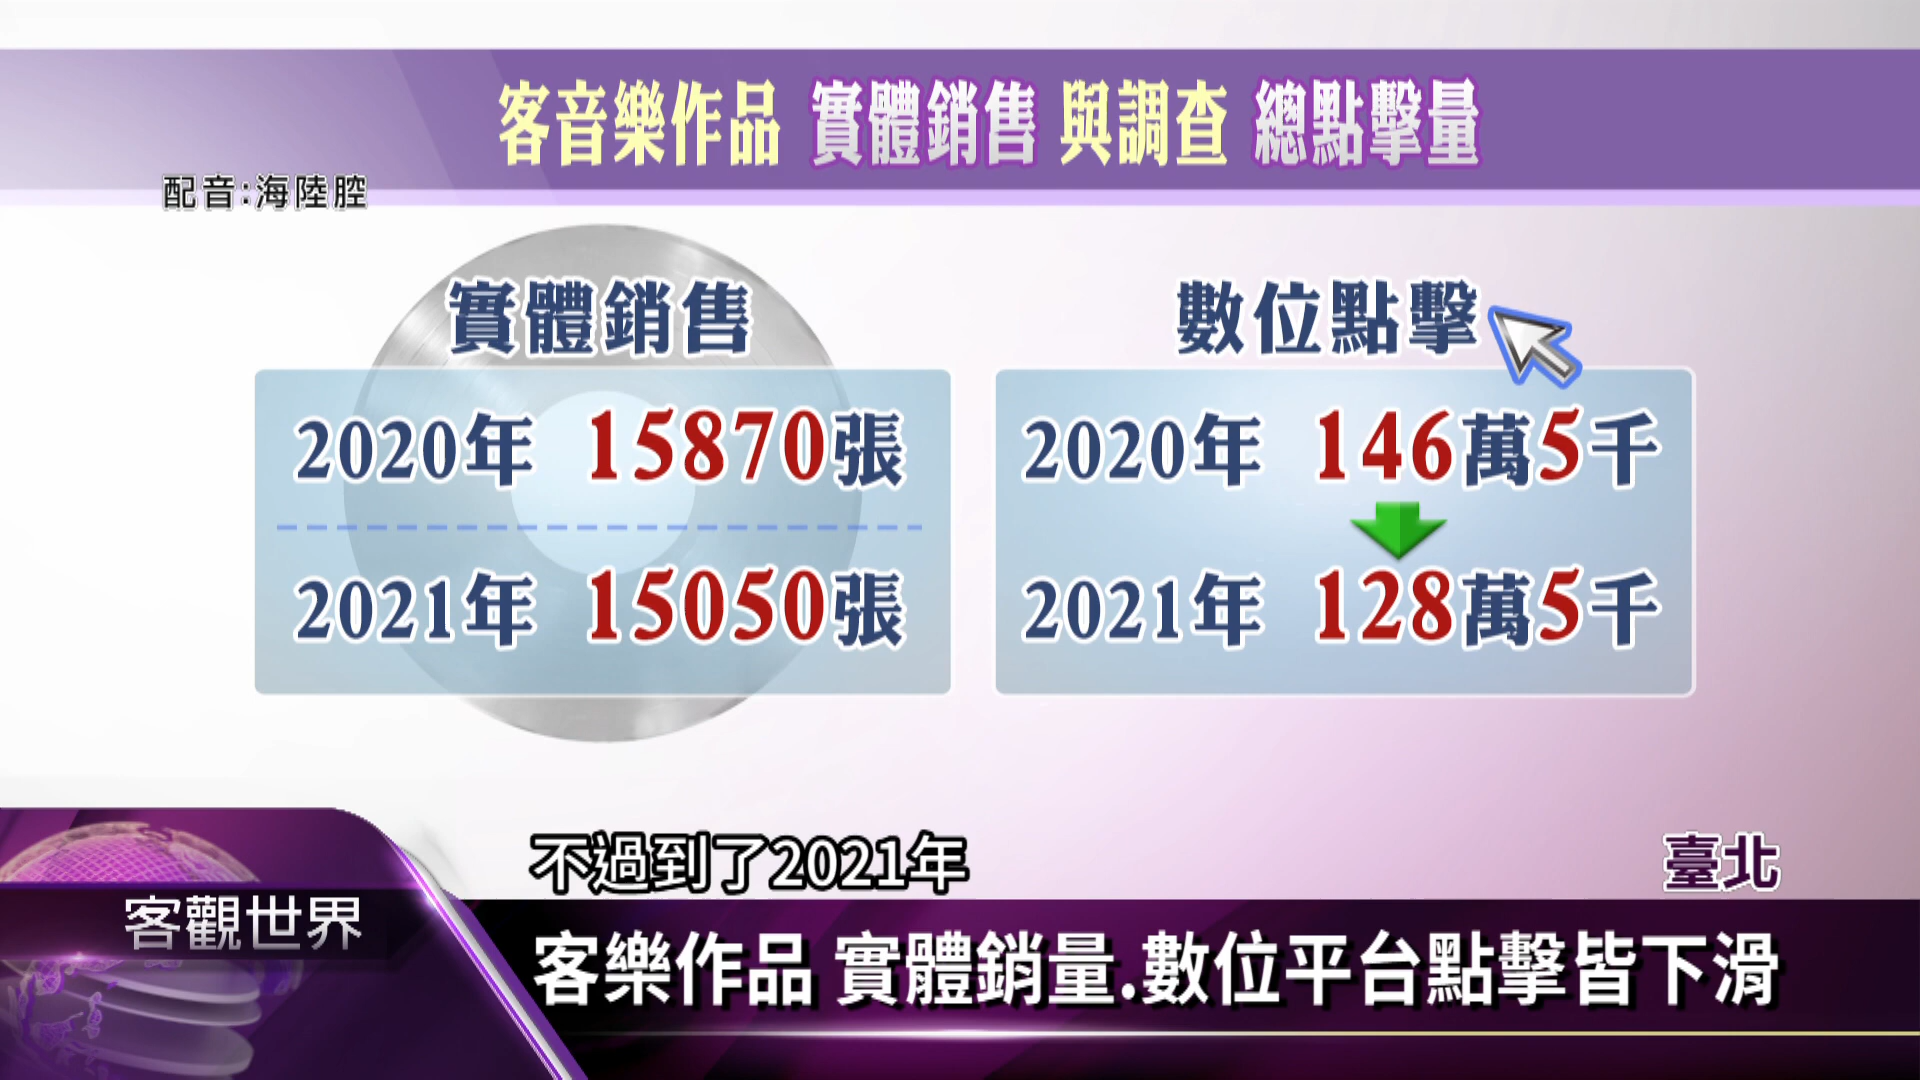 客音樂作品 實體銷售 與調查 總點擊量
配音:海陸腔
實體銷售
2020年 15870張
2021年 15050張
數位點擊
2020年 146萬5千
2021年 128萬5千
不過到了2021年
臺北
客觀世界
客樂作品 實體銷量.數位平台點擊皆下滑